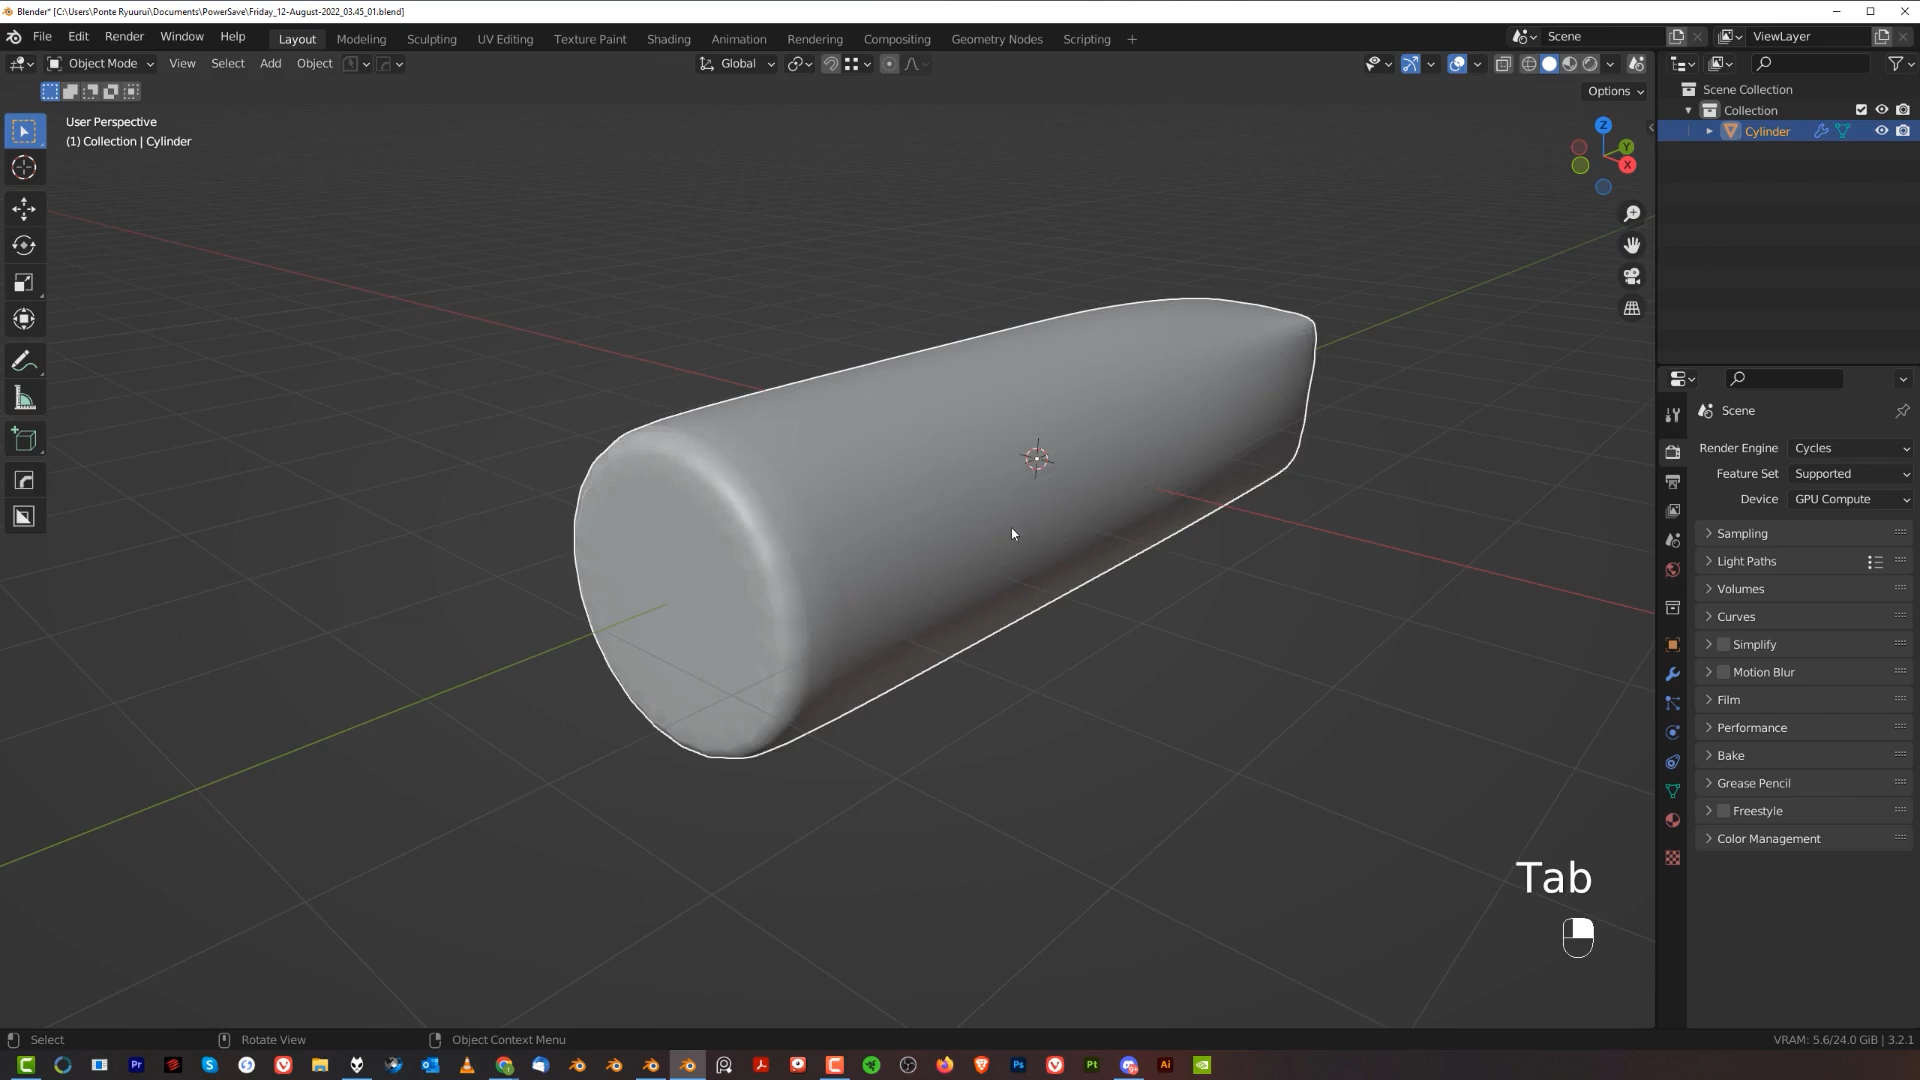 Blender* [C:\Users\Ponte Ryuurui\Documents\PowerSave\Friday_12-August-2022_03.45_01.blend]
File Edit Render Window Help Layout Modeling Sculpting UV Editing Texture Paint Shading Animation Rendering Compositing Geometry Nodes Scripting + Scene ViewLayer
Object Mode View Select Add Object Global
Options
User Perspective
(1) Collection | Cylinder
Z
Y
X
Scene Collection
Collection
Cylinder
Scene
Render Engine Cycles
Feature Set Supported
Device GPU Compute
Sampling
Light Paths
Volumes
Curves
Simplify
Motion Blur
Film
Performance
Bake
Grease Pencil
Freestyle
Color Management
Tab
Select Rotate View Object Context Menu VRAM: 5.6/24.0 GiB | 3.2.1
Pr S Ps Pt Ai